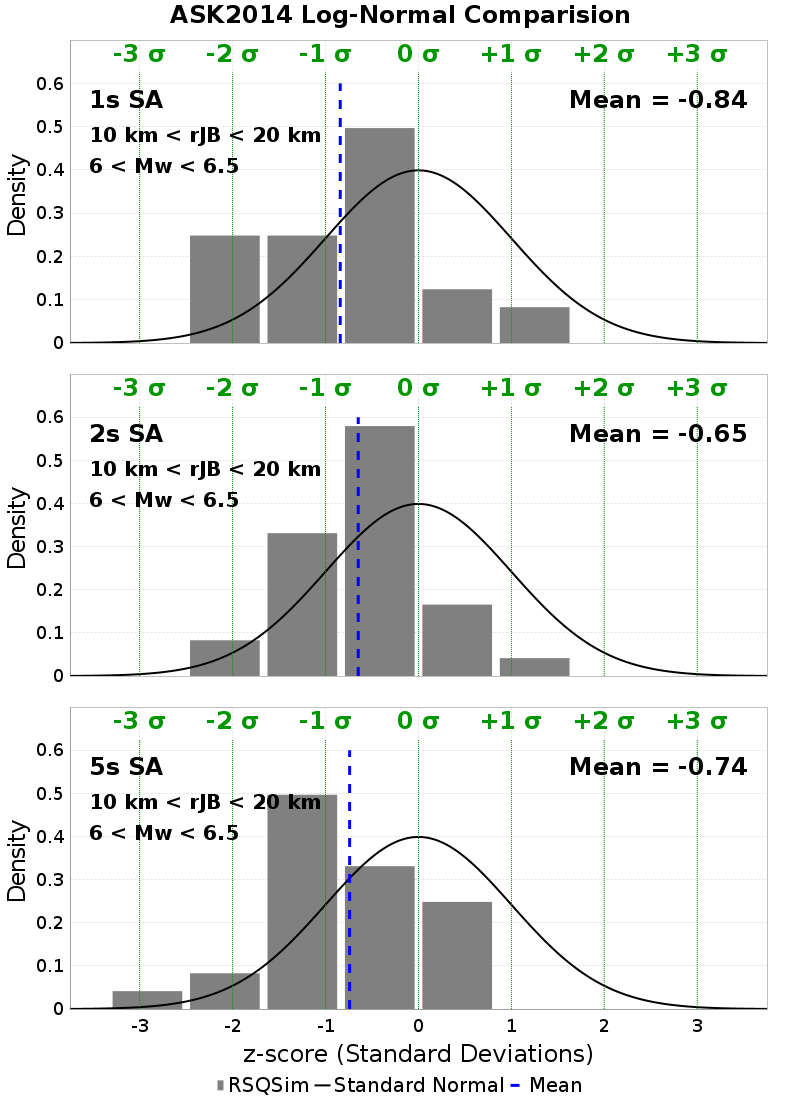 ASK2014 Log-Normal Comparision
-3 σ -2 σ -1 σ 0 σ +1 σ +2 σ +3 σ
1s SA Mean = -0.84
10 km < rJB < 20 km
6 < Mw < 6.5
0.6
0.5
0.4
0.3
0.2
0.1
0
Density
-3 σ -2 σ -1 σ 0 σ +1 σ +2 σ +3 σ
2s SA Mean = -0.65
10 km < rJB < 20 km
6 < Mw < 6.5
0.6
0.5
0.4
0.3
0.2
0.1
0
Density
-3 σ -2 σ -1 σ 0 σ +1 σ +2 σ +3 σ
5s SA Mean = -0.74
10 km < rJB < 20 km
6 < Mw < 6.5
0.6
0.5
0.4
0.3
0.2
0.1
0
Density
-3 -2 -1 0 1 2 3
z-score (Standard Deviations)
RSQSim Standard Normal Mean